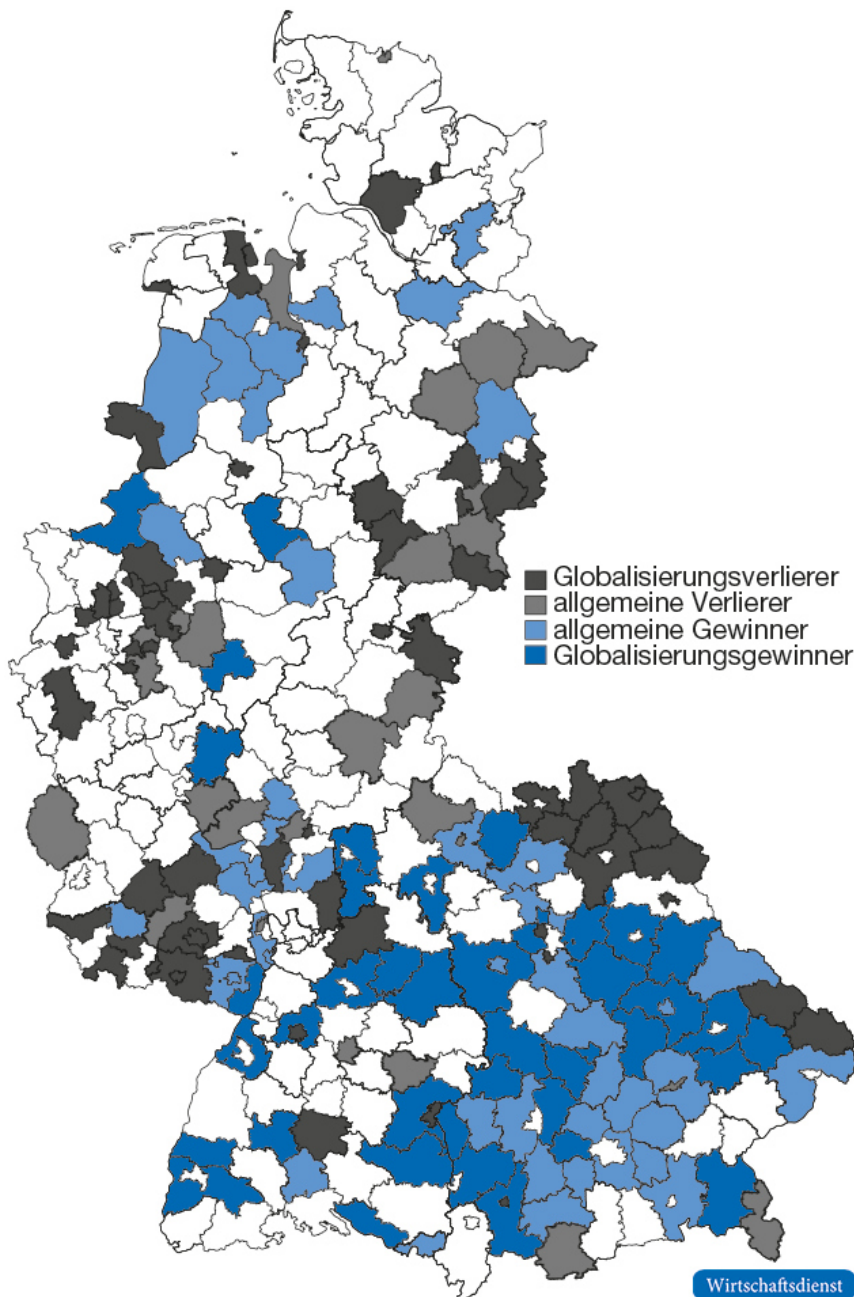 Globalisierungsverlierer
allgemeine Verlierer
allgemeine Gewinner
Globalisierungsgewinner
Wirtschaftsdienst